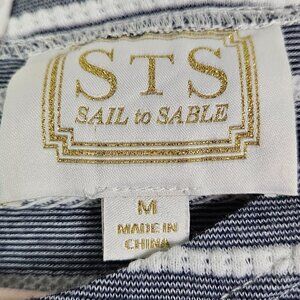 STS
SAIL to SABLE
M
MADE IN
CHINA